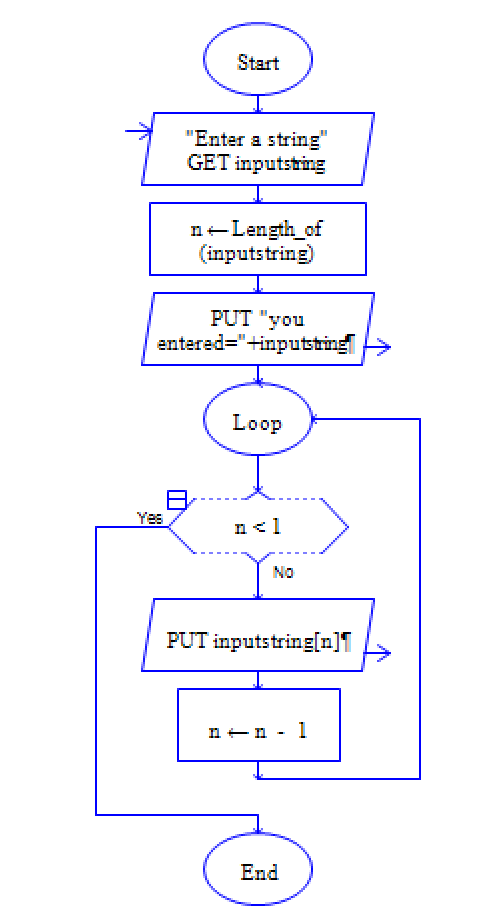 Start
"Enter a string"
GET inputstring
n ← Length_of
(inputstring)
PUT "you
entered="+inputstring¶
Loop
Yes
n < 1
No
PUT inputstring[n]¶
n ← n - 1
End